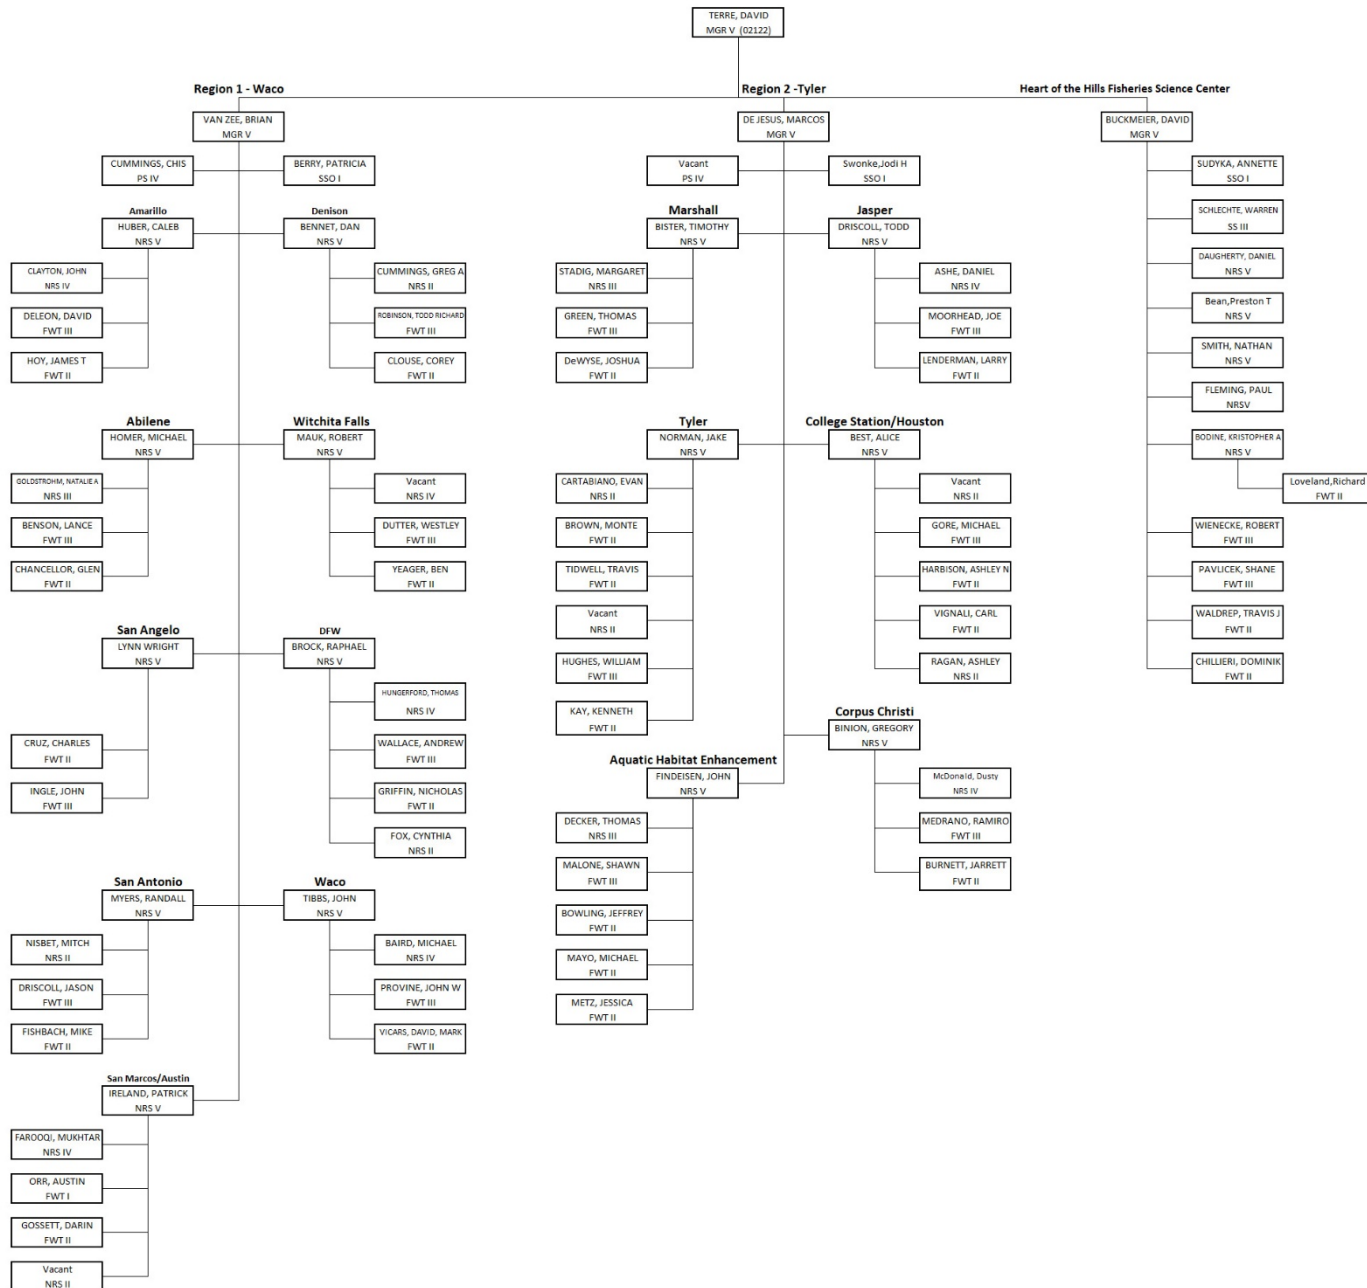 TERRE, DAVID
MGR V (02122)
Region 1 - Waco
Region 2 -Tyler
Heart of the Hills Fisheries Science Center
VAN ZEE, BRIAN
MGR V
CUMMINGS, CHIS
PS IV
BERRY, PATRICIA
SSO I
Amarillo
HUBER, CALEB
NRS V
CLAYTON, JOHN
NRS IV
DELEON, DAVID
FWT III
HOY, JAMES T
FWT II
Denison
BENNET, DAN
NRS V
CUMMINGS, GREG A
NRS II
ROBINSON, TODD RICHARD
FWT III
CLOUSE, COREY
FWT II
Abilene
HOMER, MICHAEL
NRS V
GOLDSTROHM, NATALIE A
NRS III
BENSON, LANCE
FWT III
CHANCELLOR, GLEN
FWT II
Witchita Falls
MAUK, ROBERT
NRS V
Vacant
NRS IV
DUTTER, WESTLEY
FWT III
YEAGER, BEN
FWT II
San Angelo
LYNN WRIGHT
NRS V
CRUZ, CHARLES
FWT II
INGLE, JOHN
FWT III
DFW
BROCK, RAPHAEL
NRS V
HUNGERFORD, THOMAS
NRS IV
WALLACE, ANDREW
FWT III
GRIFFIN, NICHOLAS
FWT II
FOX, CYNTHIA
NRS II
San Antonio
MYERS, RANDALL
NRS V
NISBET, MITCH
NRS II
DRISCOLL, JASON
FWT III
FISHBACH, MIKE
FWT II
Waco
TIBBS, JOHN
NRS V
BAIRD, MICHAEL
NRS IV
PROVINE, JOHN W
FWT III
VICARS, DAVID, MARK
FWT II
San Marcos/Austin
IRELAND, PATRICK
NRS V
FAROOQI, MUKHTAR
NRS IV
ORR, AUSTIN
FWT I
GOSSETT, DARIN
FWT II
Vacant
NRS II
DE JESUS, MARCOS
MGR V
Vacant
PS IV
Swonke,Jodi H
SSO I
Marshall
BISTER, TIMOTHY
NRS V
STADIG, MARGARET
NRS III
GREEN, THOMAS
FWT III
DeWYSE, JOSHUA
FWT II
Jasper
DRISCOLL, TODD
NRS V
ASHE, DANIEL
NRS IV
MOORHEAD, JOE
FWT III
LENDERMAN, LARRY
FWT II
Tyler
NORMAN, JAKE
NRS V
CARTABIANO, EVAN
NRS II
BROWN, MONTE
FWT III
TIDWELL, TRAVIS
FWT II
Vacant
NRS II
HUGHES, WILLIAM
FWT III
KAY, KENNETH
FWT II
College Station/Houston
BEST, ALICE
NRS V
Vacant
NRS II
GORE, MICHAEL
FWT III
HARBISON, ASHLEY N
FWT II
VIGNALI, CARL
FWT II
RAGAN, ASHLEY
NRS II
Corpus Christi
BINION, GREGORY
NRS V
McDonald, Dusty
NRS IV
MEDRANO, RAMIRO
FWT III
BURNETT, JARRETT
FWT II
Aquatic Habitat Enhancement
FINDEISEN, JOHN
NRS V
DECKER, THOMAS
NRS III
MALONE, SHAWN
FWT III
BOWLING, JEFFREY
FWT II
MAYO, MICHAEL
FWT II
METZ, JESSICA
FWT II
BUCKMEIER, DAVID
MGR V
SUDYKA, ANNETTE
SSO I
SCHLECHTE, WARREN
SS III
DAUGHERTY, DANIEL
NRS V
Bean,Preston T
NRS V
SMITH, NATHAN
NRS V
FLEMING, PAUL
NRSV
BODINE, KRISTOPHER A
NRS V
Loveland,Richard
FWT II
WIENECKE, ROBERT
FWT III
PAVLICEK, SHANE
FWT III
WALDREP, TRAVIS J
FWT II
CHILLIERI, DOMINIK
FWT II